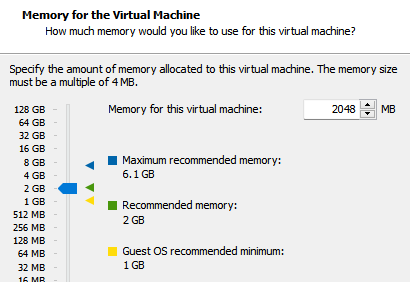 Memory for the Virtual Machine
How much memory would you like to use for this virtual machine?
Specify the amount of memory allocated to this virtual machine. The memory size
must be a multiple of 4 MB.
128 GB
Memory for this virtual machine: 2048 MB
64 GB
32 GB
16 GB
8 GB
Maximum recommended memory:
4 GB
6.1 GB
2 GB
1 GB
Recommended memory:
512 MB
2 GB
256 MB
128 MB
Guest OS recommended minimum:
64 MB
1 GB
32 MB
16 MB